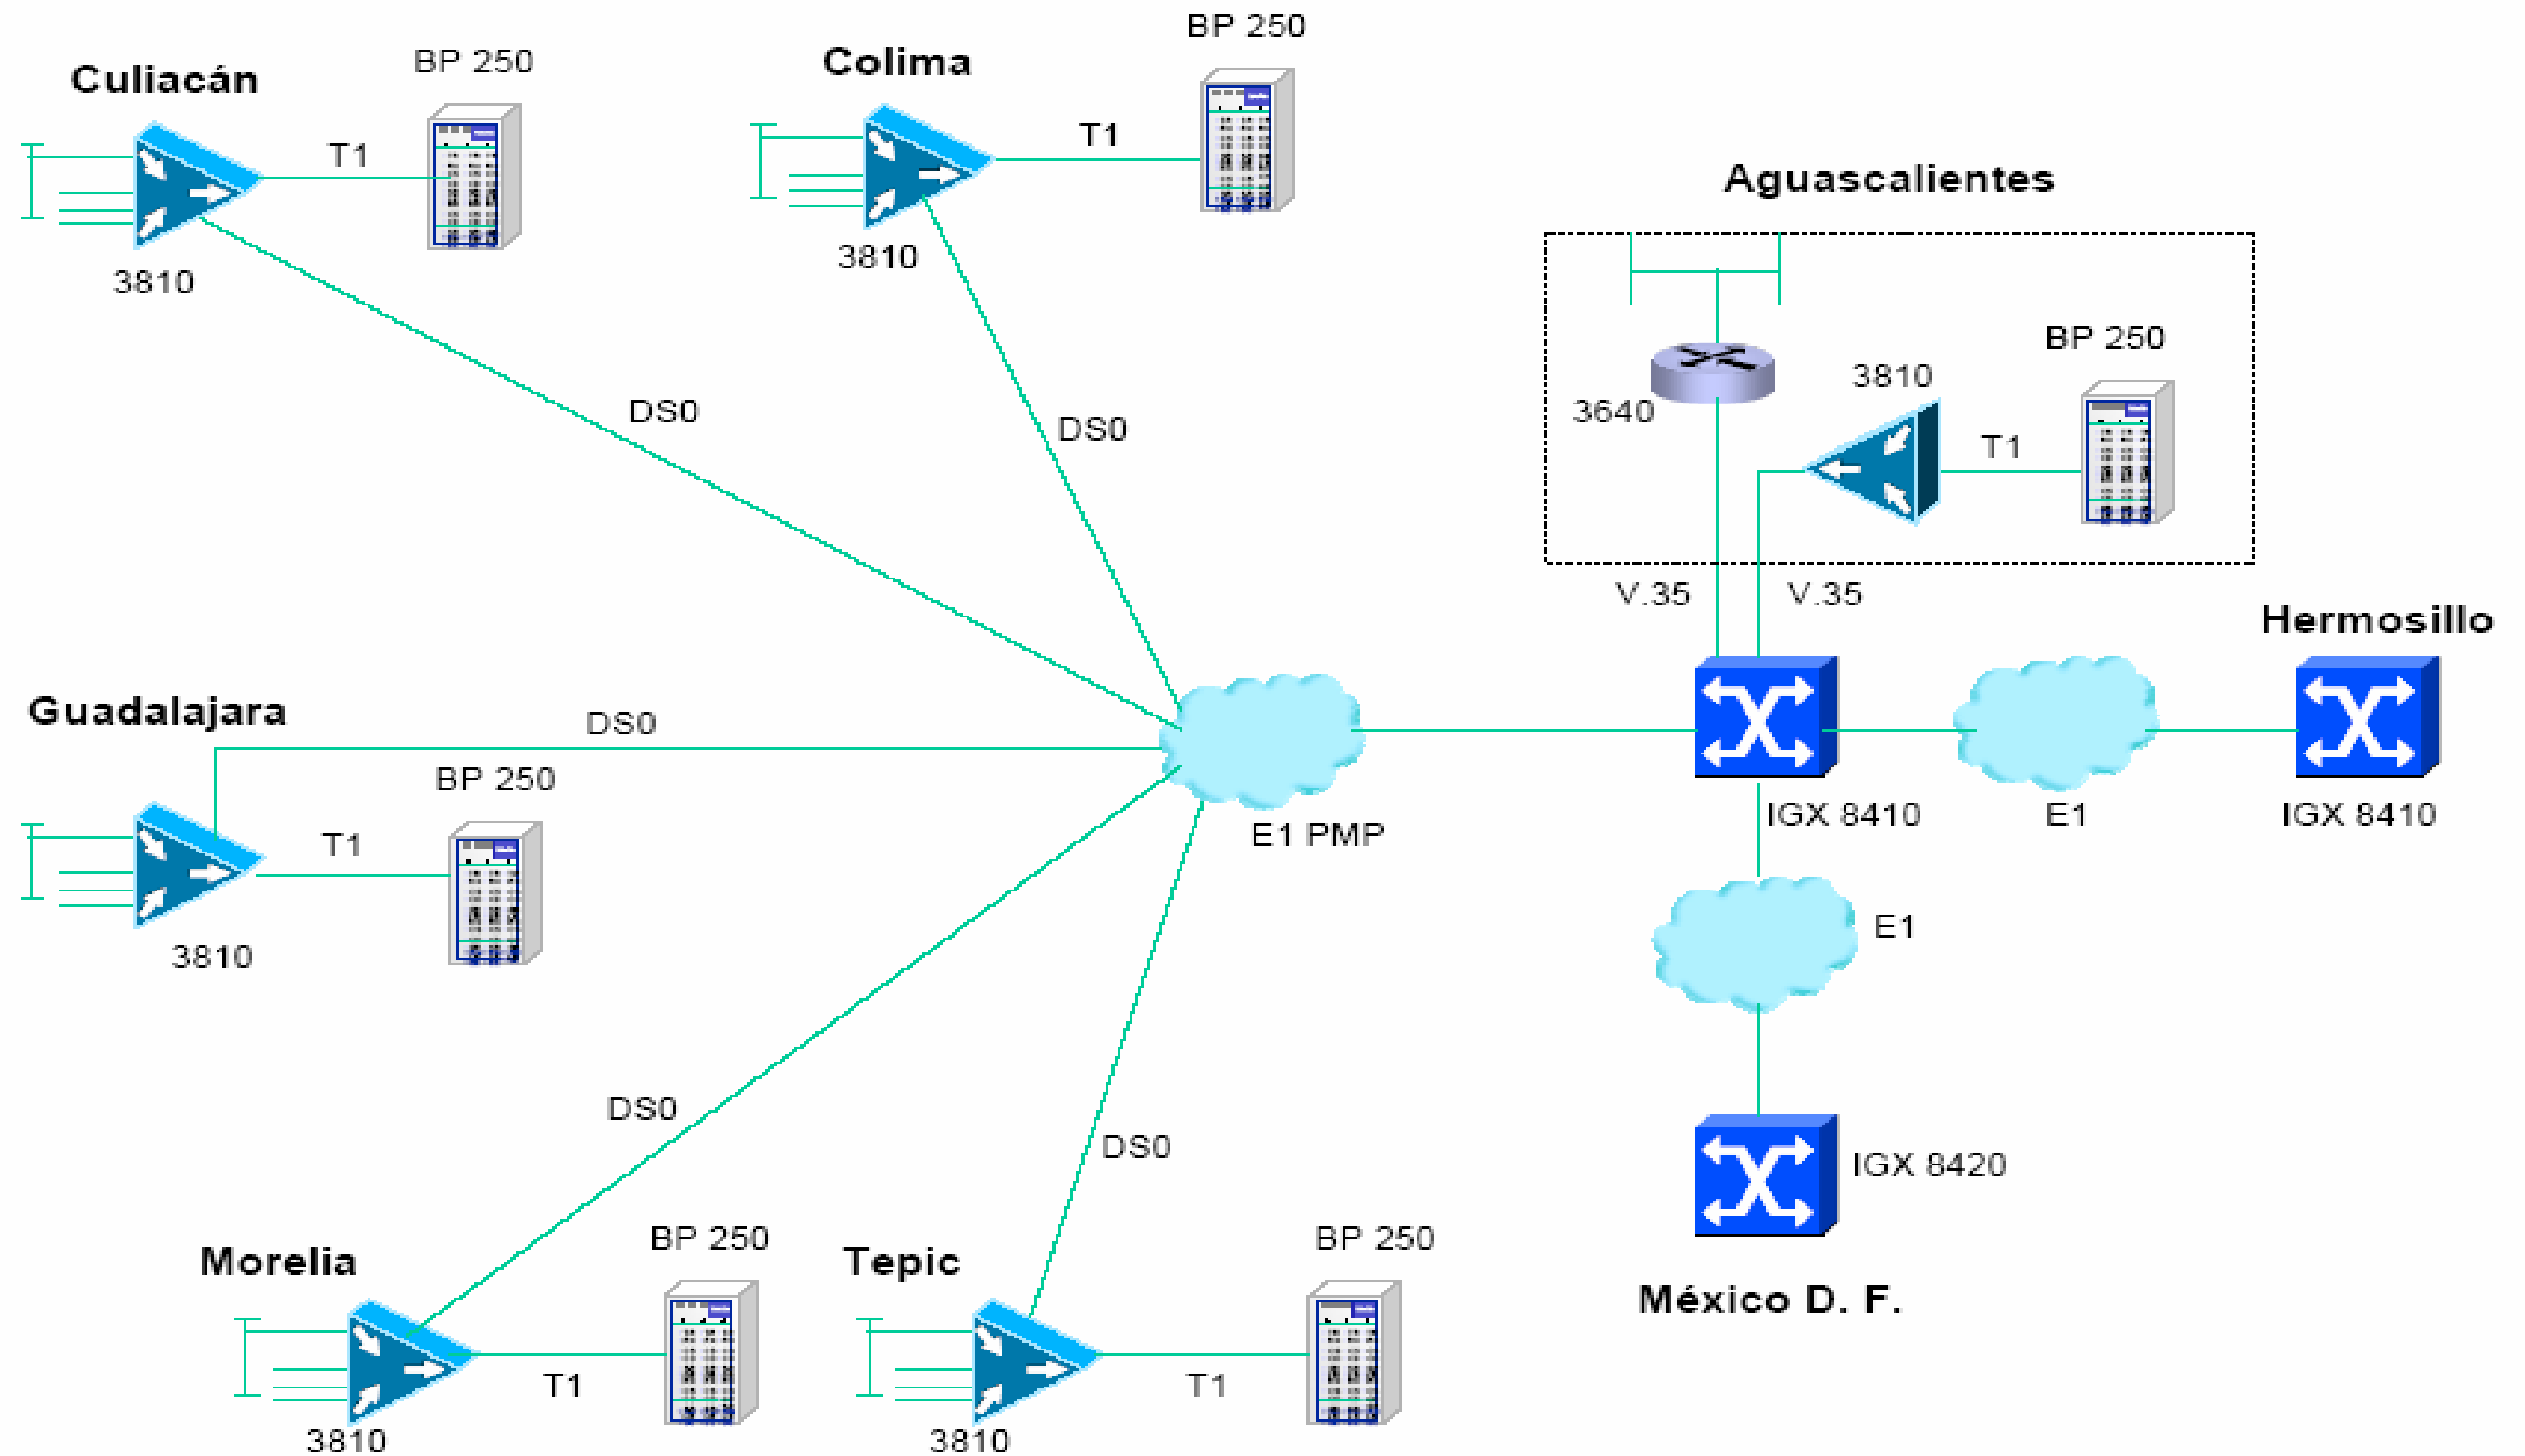 BP 250
Colima
BP 250
Culiacán
T1
T1
Aguascalientes
3810
3810
BP 250
3810
3640
DS0
DS0
T1
V.35
V.35
Hermosillo
Guadalajara
DS0
BP 250
IGX 8410
E1
IGX 8410
E1 PMP
T1
E1
3810
DS0
DS0
IGX 8420
BP 250
BP 250
Morelia
Tepic
México D. F.
T1
T1
3810
3810